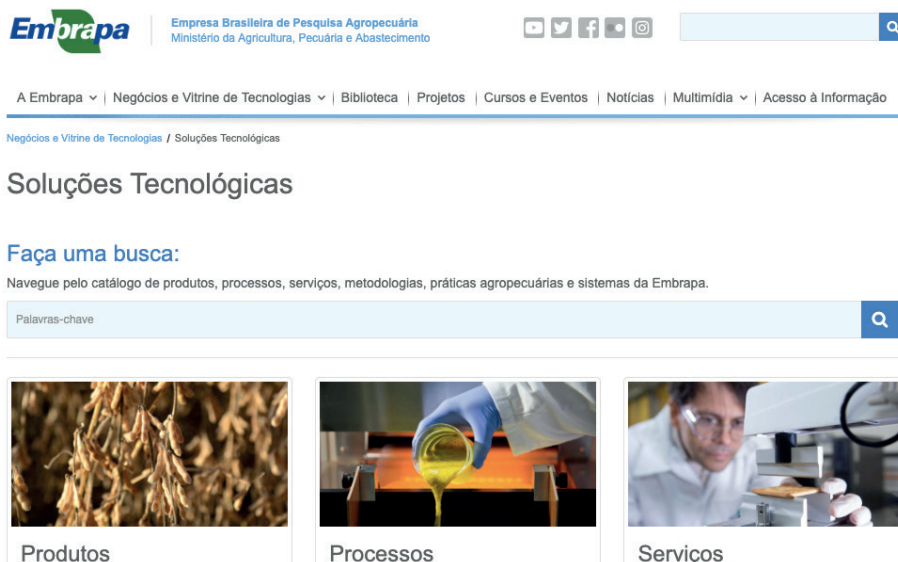 Embrapa
Empresa Brasileira de Pesquisa Agropecuária
Ministério da Agricultura, Pecuária e Abastecimento
A Embrapa | Negócios e Vitrine de Tecnologias | Biblioteca | Projetos | Cursos e Eventos | Notícias | Multimídia | Acesso à Informação
Negócios e Vitrine de Tecnologias / Soluções Tecnológicas
Soluções Tecnológicas
Faça uma busca:
Navegue pelo catálogo de produtos, processos, serviços, metodologias, práticas agropecuárias e sistemas da Embrapa.
Palavras-chave
Produtos Processos Serviços